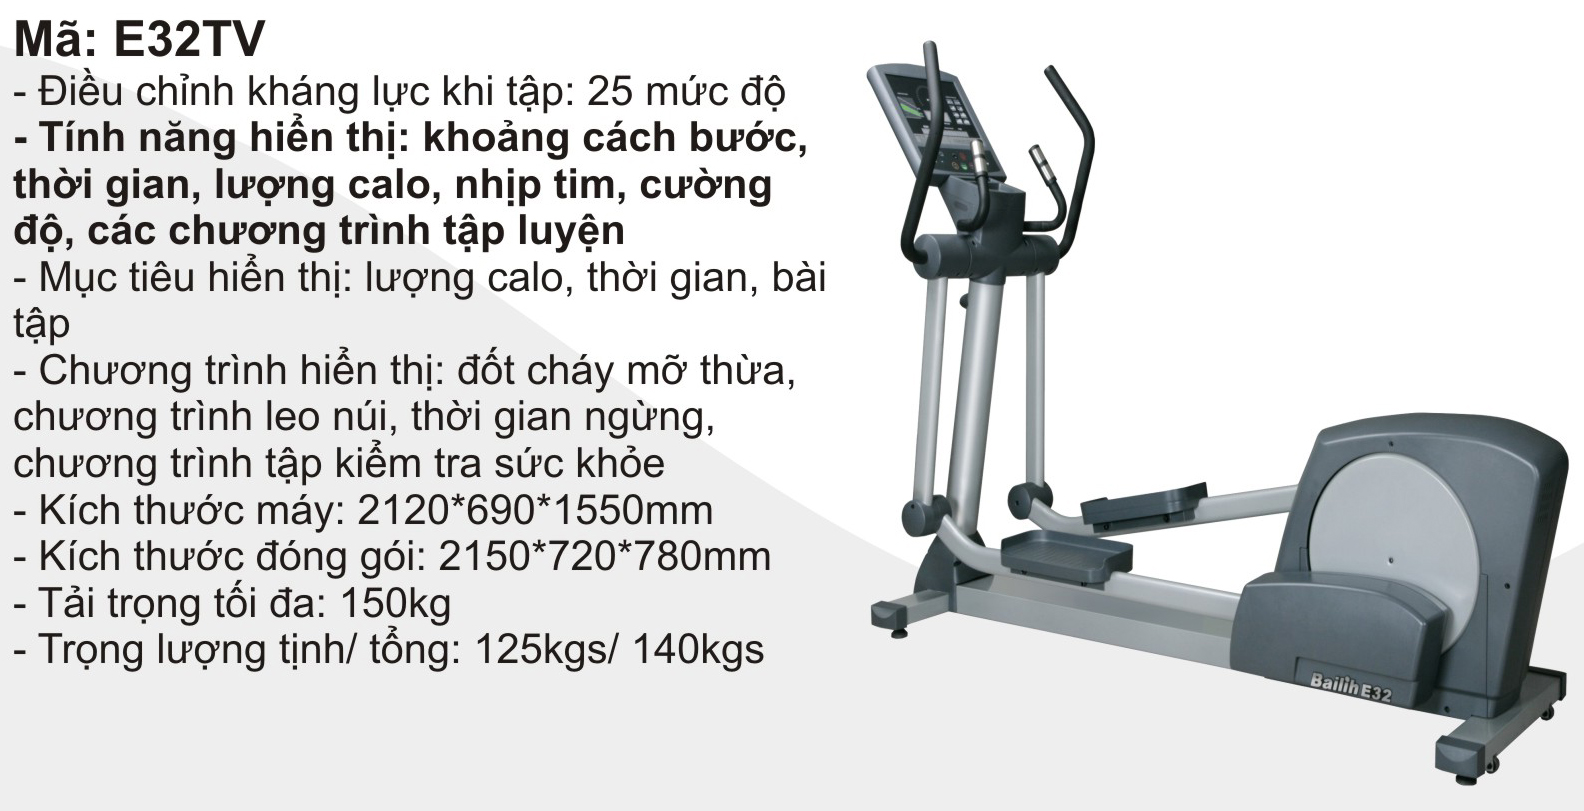 Mã: E32TV
- Điều chỉnh kháng lực khi tập: 25 mức độ
- Tính năng hiển thị: khoảng cách bước,
thời gian, lượng calo, nhịp tim, cường
độ, các chương trình tập luyện
- Mục tiêu hiển thị: lượng calo, thời gian, bài
tập
- Chương trình hiển thị: đốt cháy mỡ thừa,
chương trình leo núi, thời gian ngừng,
chương trình tập kiểm tra sức khỏe
- Kích thước máy: 2120*690*1550mm
- Kích thước đóng gói: 2150*720*780mm
- Tải trọng tối đa: 150kg
- Trọng lượng tịnh/ tổng: 125kgs/ 140kgs
Bailih E32